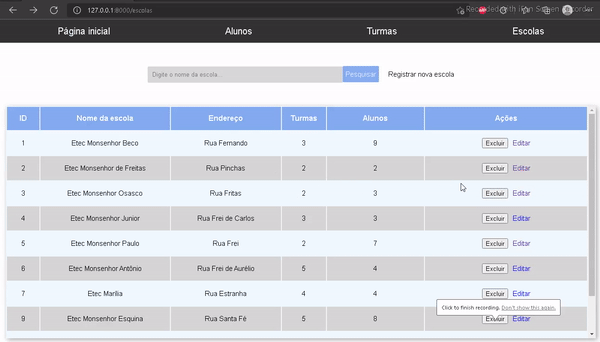 127.0.0.1:8000/escolas
Recorded with iFun Screen Recorder
Página inicial Alunos Turmas Escolas
Digite o nome da escola... Pesquisar Registrar nova escola
ID Nome da escola Endereço Turmas Alunos Ações
1 Etec Monsenhor Beco Rua Fernando 3 9 Excluir Editar
2 Etec Monsenhor de Freitas Rua Pinchas 2 2 Excluir Editar
3 Etec Monsenhor Osasco Rua Fritas 2 3 Excluir Editar
4 Etec Monsenhor Junior Rua Frei de Carlos 3 3 Excluir Editar
5 Etec Monsenhor Paulo Rua Frei 2 7 Excluir Editar
6 Etec Monsenhor Antônio Rua Frei de Aurélio 5 4 Excluir Editar
7 Etec Marília Rua Estranha 4 4 Excluir Editar
Click to finish recording. Don't show this again.
9 Etec Monsenhor Esquina Rua Santa Fé 5 8 Excluir Editar